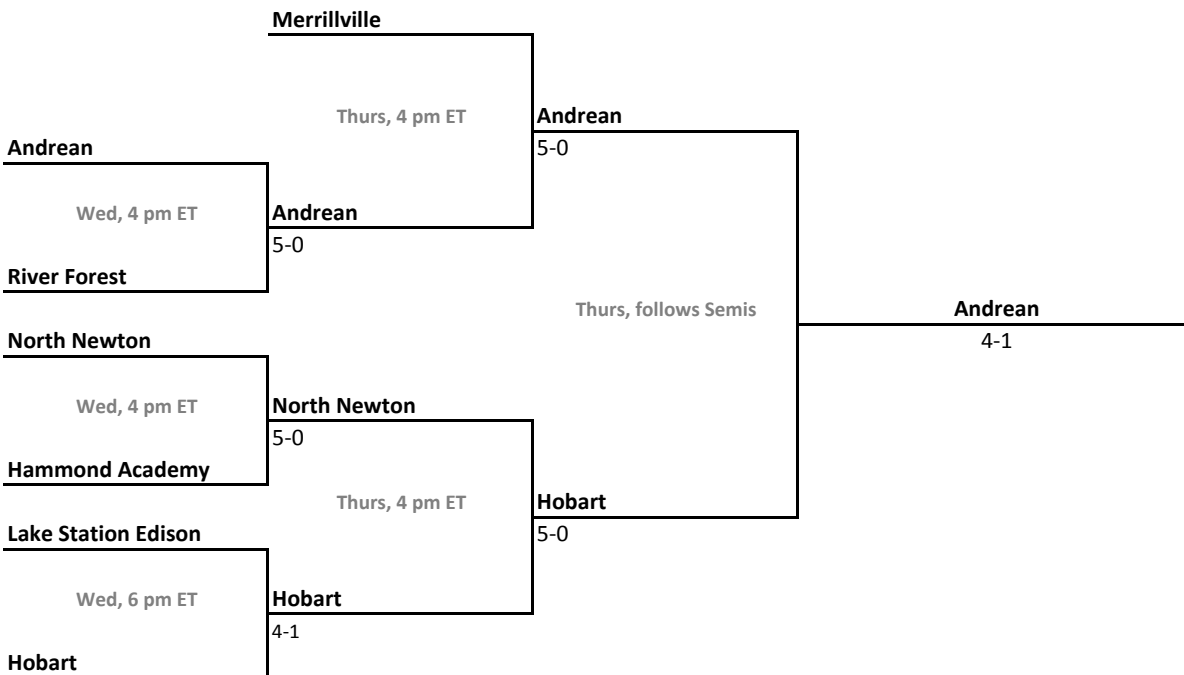 Merrillville
Thurs, 4 pm ET
Andrean
5-0
Andrean
Wed, 4 pm ET
Andrean
5-0
River Forest
Thurs, follows Semis
Andrean
4-1
North Newton
Wed, 4 pm ET
North Newton
5-0
Hammond Academy
Thurs, 4 pm ET
Hobart
5-0
Lake Station Edison
Wed, 6 pm ET
Hobart
4-1
Hobart